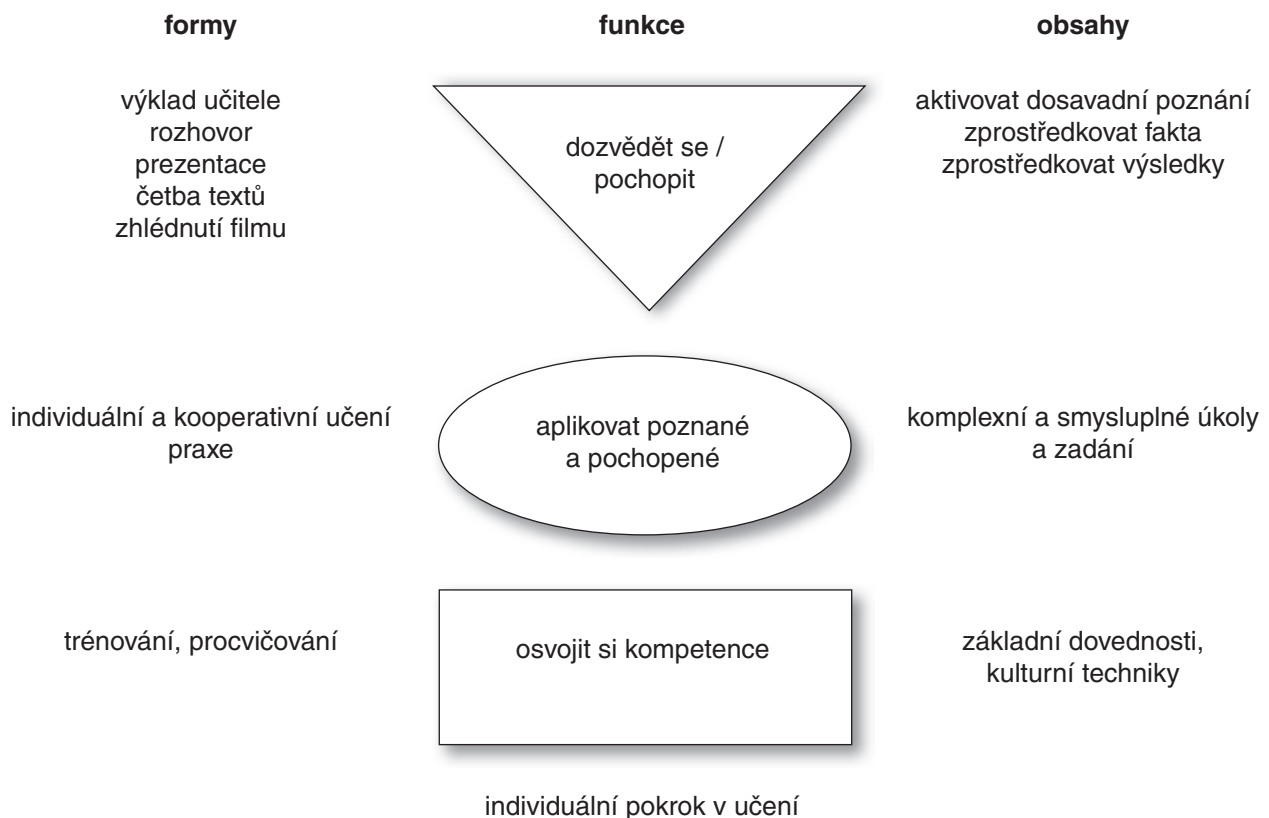 formy
funkce
obsahy
výklad učitele
rozhovor
prezentace
četba textů
zhlédnutí filmu
dozvědět se /
pochopit
aktivovat dosavadní poznání
zprostředkovat fakta
zprostředkovat výsledky
individuální a kooperativní učení
praxe
aplikovat poznané
a pochopené
komplexní a smysluplné úkoly
a zadání
trénování, procvičování
osvojit si kompetence
základní dovednosti,
kulturní techniky
individuální pokrok v učení